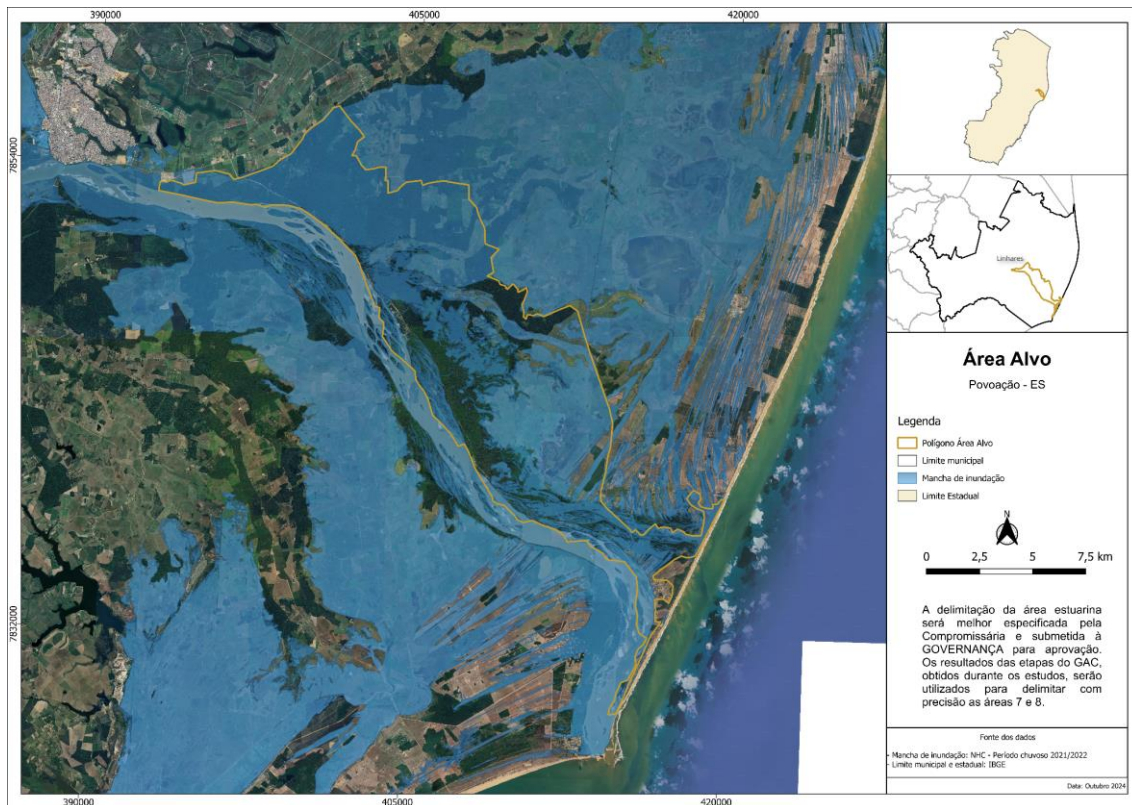 390000
405000
420000
7854000
7832000
390000
405000
420000
Linhares
Área Alvo
Povoação - ES
Legenda
Polígono Área Alvo
Limite municipal
Mancha de inundação
Limite Estadual
N
0 2,5 5 7,5 km
A delimitação da área estuarina
será melhor especificada pela
Compromissária e submetida à
GOVERNANÇA para aprovação.
Os resultados das etapas do GAC,
obtidos durante os estudos, serão
utilizados para delimitar com
precisão as áreas 7 e 8.
Fonte dos dados
- Mancha de inundação: NHC - Período chuvoso 2021/2022
- Limite municipal e estadual: IBGE
Data: Outubro 2024